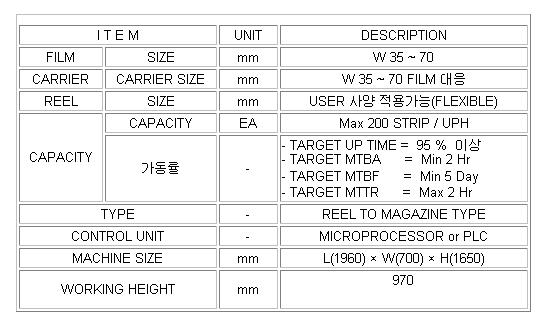 I T E M UNIT DESCRIPTION
FILM SIZE mm W 35 ~ 70
CARRIER CARRIER SIZE mm W 35 ~ 70 FILM 대응
REEL SIZE mm USER 사양 적용가능(FLEXIBLE)
CAPACITY CAPACITY EA Max 200 STRIP / UPH
가동률 -
- TARGET UP TIME = 95 % 이상
- TARGET MTBA = Min 2 Hr
- TARGET MTBF = Min 5 Day
- TARGET MTTR = Max 2 Hr
TYPE - REEL TO MAGAZINE TYPE
CONTROL UNIT - MICROPROCESSOR or PLC
MACHINE SIZE mm L(1960) × W(700) × H(1650)
WORKING HEIGHT mm 970